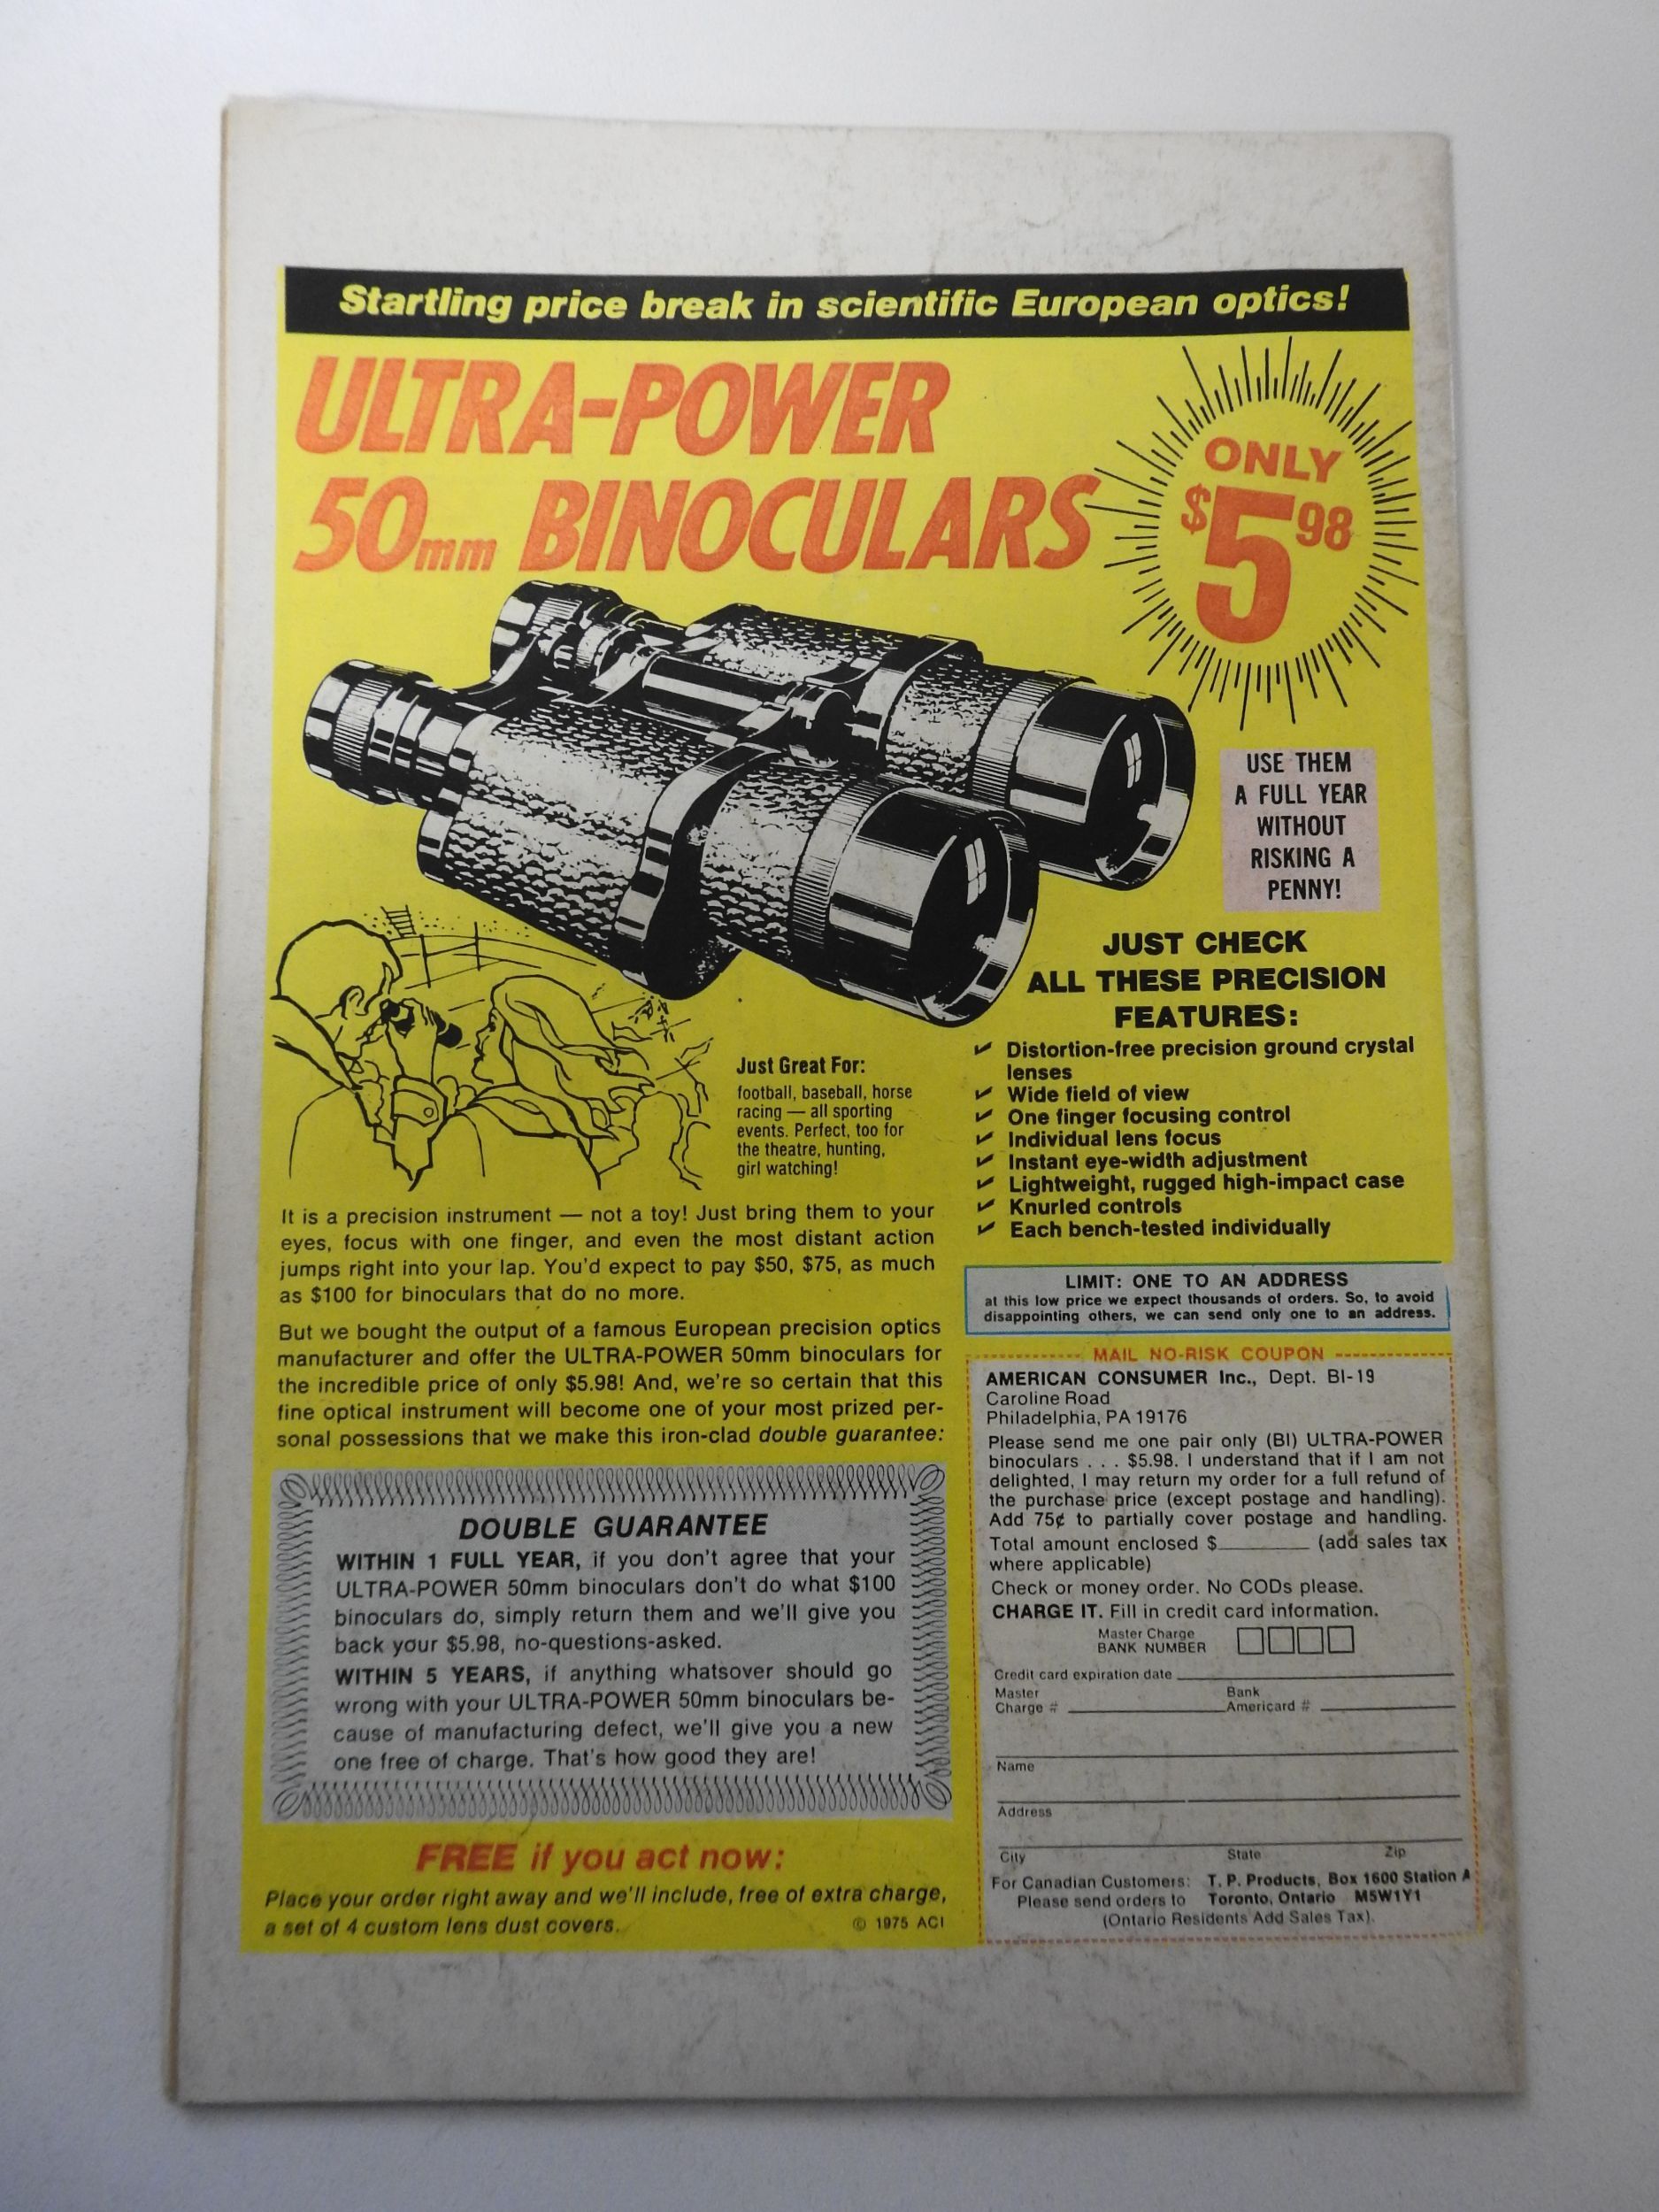 Startling price break in scientific European optics!
ULTRA-POWER
50mm BINOCULARS
ONLY
$5 98
USE THEM
A FULL YEAR
WITHOUT
RISKING A
PENNY!
JUST CHECK
ALL THESE PRECISION
FEATURES:
✔ Distortion-free precision ground crystal
lenses
✔ Wide field of view
✔ One finger focusing control
✔ Individual lens focus
✔ Instant eye-width adjustment
✔ Lightweight, rugged high-impact case
✔ Knurled controls
✔ Each bench-tested individually
Just Great For:
football, baseball, horse
racing — all sporting
events. Perfect, too for
the theatre, hunting,
girl watching!
It is a precision instrument — not a toy! Just bring them to your
eyes, focus with one finger, and even the most distant action
jumps right into your lap. You'd expect to pay $50, $75, as much
as $100 for binoculars that do no more.
But we bought the output of a famous European precision optics
manufacturer and offer the ULTRA-POWER 50mm binoculars for
the incredible price of only $5.98! And, we're so certain that this
fine optical instrument will become one of your most prized per-
sonal possessions that we make this iron-clad double guarantee:
DOUBLE GUARANTEE
WITHIN 1 FULL YEAR, if you don't agree that your
ULTRA-POWER 50mm binoculars don't do what $100
binoculars do, simply return them and we'll give you
back your $5.98, no-questions-asked.
WITHIN 5 YEARS, if anything whatsover should go
wrong with your ULTRA-POWER 50mm binoculars be-
cause of manufacturing defect, we'll give you a new
one free of charge. That's how good they are!
FREE if you act now:
Place your order right away and we'll include, free of extra charge,
a set of 4 custom lens dust covers.
© 1975 ACI
LIMIT: ONE TO AN ADDRESS
at this low price we expect thousands of orders. So, to avoid
disappointing others, we can send only one to an address.
MAIL NO-RISK COUPON
AMERICAN CONSUMER Inc., Dept. BI-19
Caroline Road
Philadelphia, PA 19176
Please send me one pair only (BI) ULTRA-POWER
binoculars . . . $5.98. I understand that if I am not
delighted, I may return my order for a full refund of
the purchase price (except postage and handling).
Add 75¢ to partially cover postage and handling.
Total amount enclosed $________ (add sales tax
where applicable)
Check or money order. No CODs please.
CHARGE IT. Fill in credit card information.
Master Charge
BANK NUMBER
Credit card expiration date
Master Bank
Charge # Americard #
Name
Address
City State Zip
For Canadian Customers: T. P. Products, Box 1600 Station A
Please send orders to Toronto, Ontario M5W1Y1
(Ontario Residents Add Sales Tax).